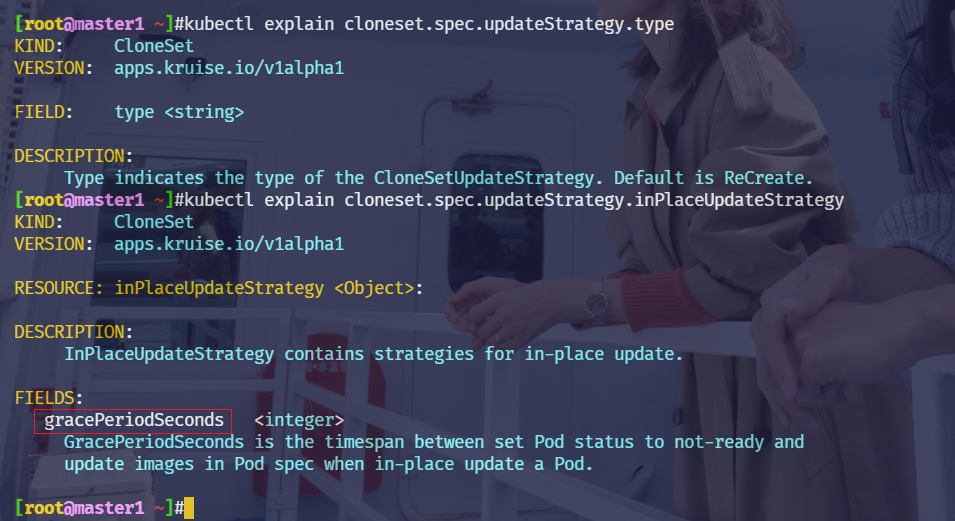 [root@master1 ~]#kubectl explain cloneset.spec.updateStrategy.type
KIND:     CloneSet
VERSION:  apps.kruise.io/v1alpha1
FIELD:    type <string>
DESCRIPTION:
     Type indicates the type of the CloneSetUpdateStrategy. Default is ReCreate.
[root@master1 ~]#kubectl explain cloneset.spec.updateStrategy.inPlaceUpdateStrategy
KIND:     CloneSet
VERSION:  apps.kruise.io/v1alpha1
RESOURCE: inPlaceUpdateStrategy <Object>:
DESCRIPTION:
     InPlaceUpdateStrategy contains strategies for in-place update.
FIELDS:
   gracePeriodSeconds   <integer>
     GracePeriodSeconds is the timespan between set Pod status to not-ready and
     update images in Pod spec when in-place update a Pod.
[root@master1 ~]#